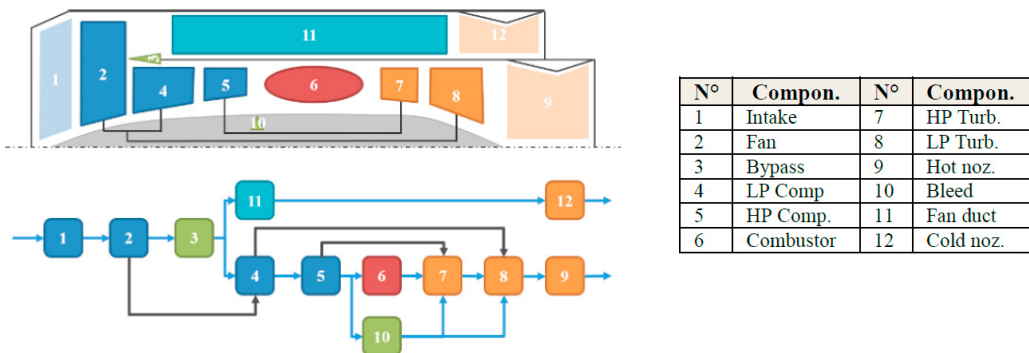 11
12
1
2
3
4
5
6
7
8
9
10
N° Compon. N° Compon.
1 Intake 7 HP Turb.
2 Fan 8 LP Turb.
3 Bypass 9 Hot noz.
4 LP Comp 10 Bleed
5 HP Comp. 11 Fan duct
6 Combustor 12 Cold noz.
11 12
1 2 3
4 5 6 7 8 9
10